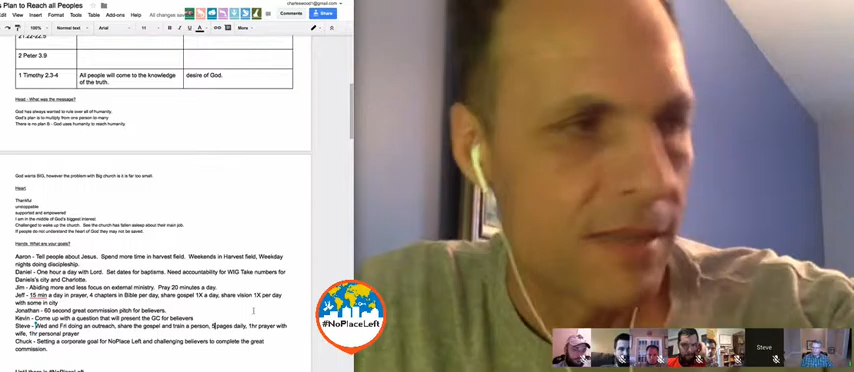 s Plan to Reach all Peoples
charleswood1@gmail.com
View Insert Format Tools Table Add-ons Help All changes saved
Comments
Share
100%
Normal text
Arial
11
B I U A
More
21.22-22.5
2 Peter 3.9
1 Timothy 2.3-4 All people will come to the knowledge of the truth. desire of God.
Head - What was the message?
God has always wanted to rule over all of humanity.
God's plan is to multiply from one person to many
There is no plan B - God uses humanity to reach humanity.
God wants BIG, however the problem with Big church is it is far too small.
Heart
Thankful
unstoppable
supported and empowered
I am in the middle of God's biggest interest
Challenged to wake up the church. See the church has fallen asleep about their main job.
If people do not understand the heart of God they may not be saved.
Hands. What are your goals?
Aaron - Tell people about Jesus. Spend more time in harvest field. Weekends in Harvest field, Weekday
nights doing discipleship.
Daniel - One hour a day with Lord. Set dates for baptisms. Need accountability for WIG Take numbers for
Daniels's city and Charlotte.
Jim - Abiding more and less focus on external ministry. Pray 20 minutes a day.
Jeff - 15 min a day in prayer, 4 chapters in Bible per day, share gospel 1X a day, share vision 1X per day
with some in city
Jonathan - 60 second great commission pitch for believers.
Kevin - Come up with a question that will present the GC for believers
Steve - Wed and Fri doing an outreach, share the gospel and train a person, 5 pages daily, 1hr prayer with
wife, 1hr personal prayer
Chuck - Setting a corporate goal for NoPlace Left and challenging believers to complete the great
commission.
Until there is #NoPlaceLeft
#NoPlaceLeft
Steve